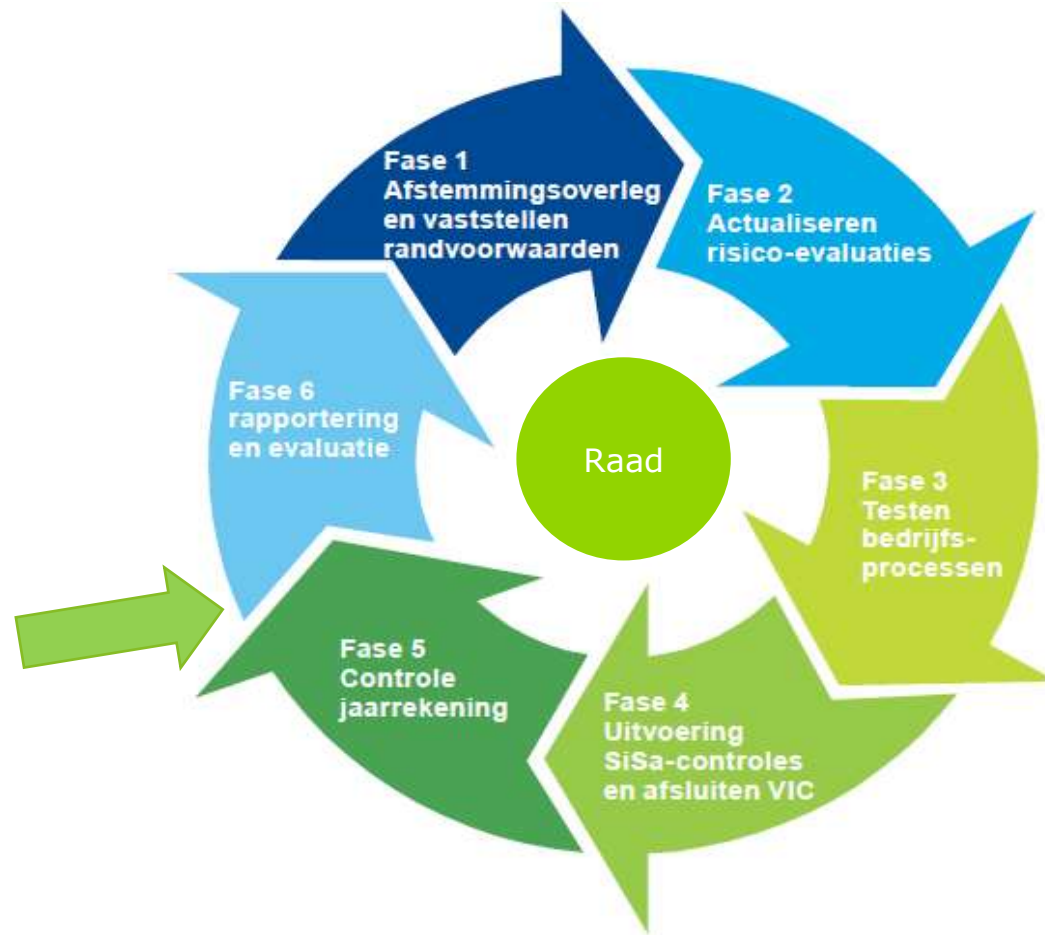 Fase 1
Afstemmingsoverleg
en vaststellen
randvoorwaarden
Fase 2
Actualiseren
risico-evaluaties
Fase 3
Testen
bedrijfs-
processen
Fase 4
Uitvoering
SiSa-controles
en afsluiten VIC
Fase 5
Controle
jaarrekening
Fase 6
rapportering
en evaluatie
Raad